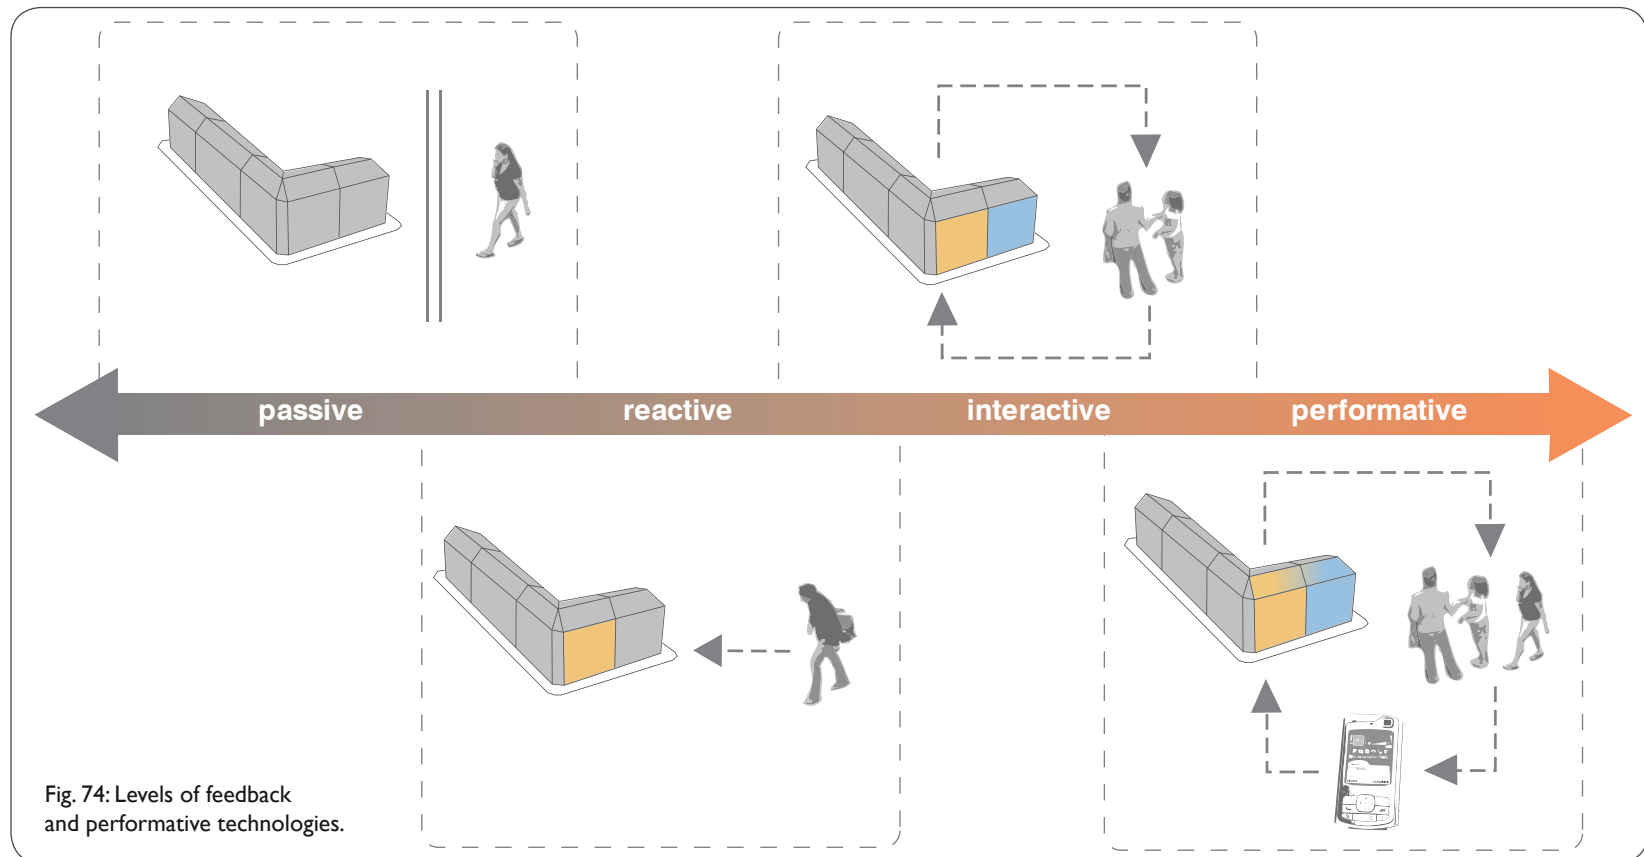 passive
reactive
interactive
performative
Fig. 74: Levels of feedback
and performative technologies.